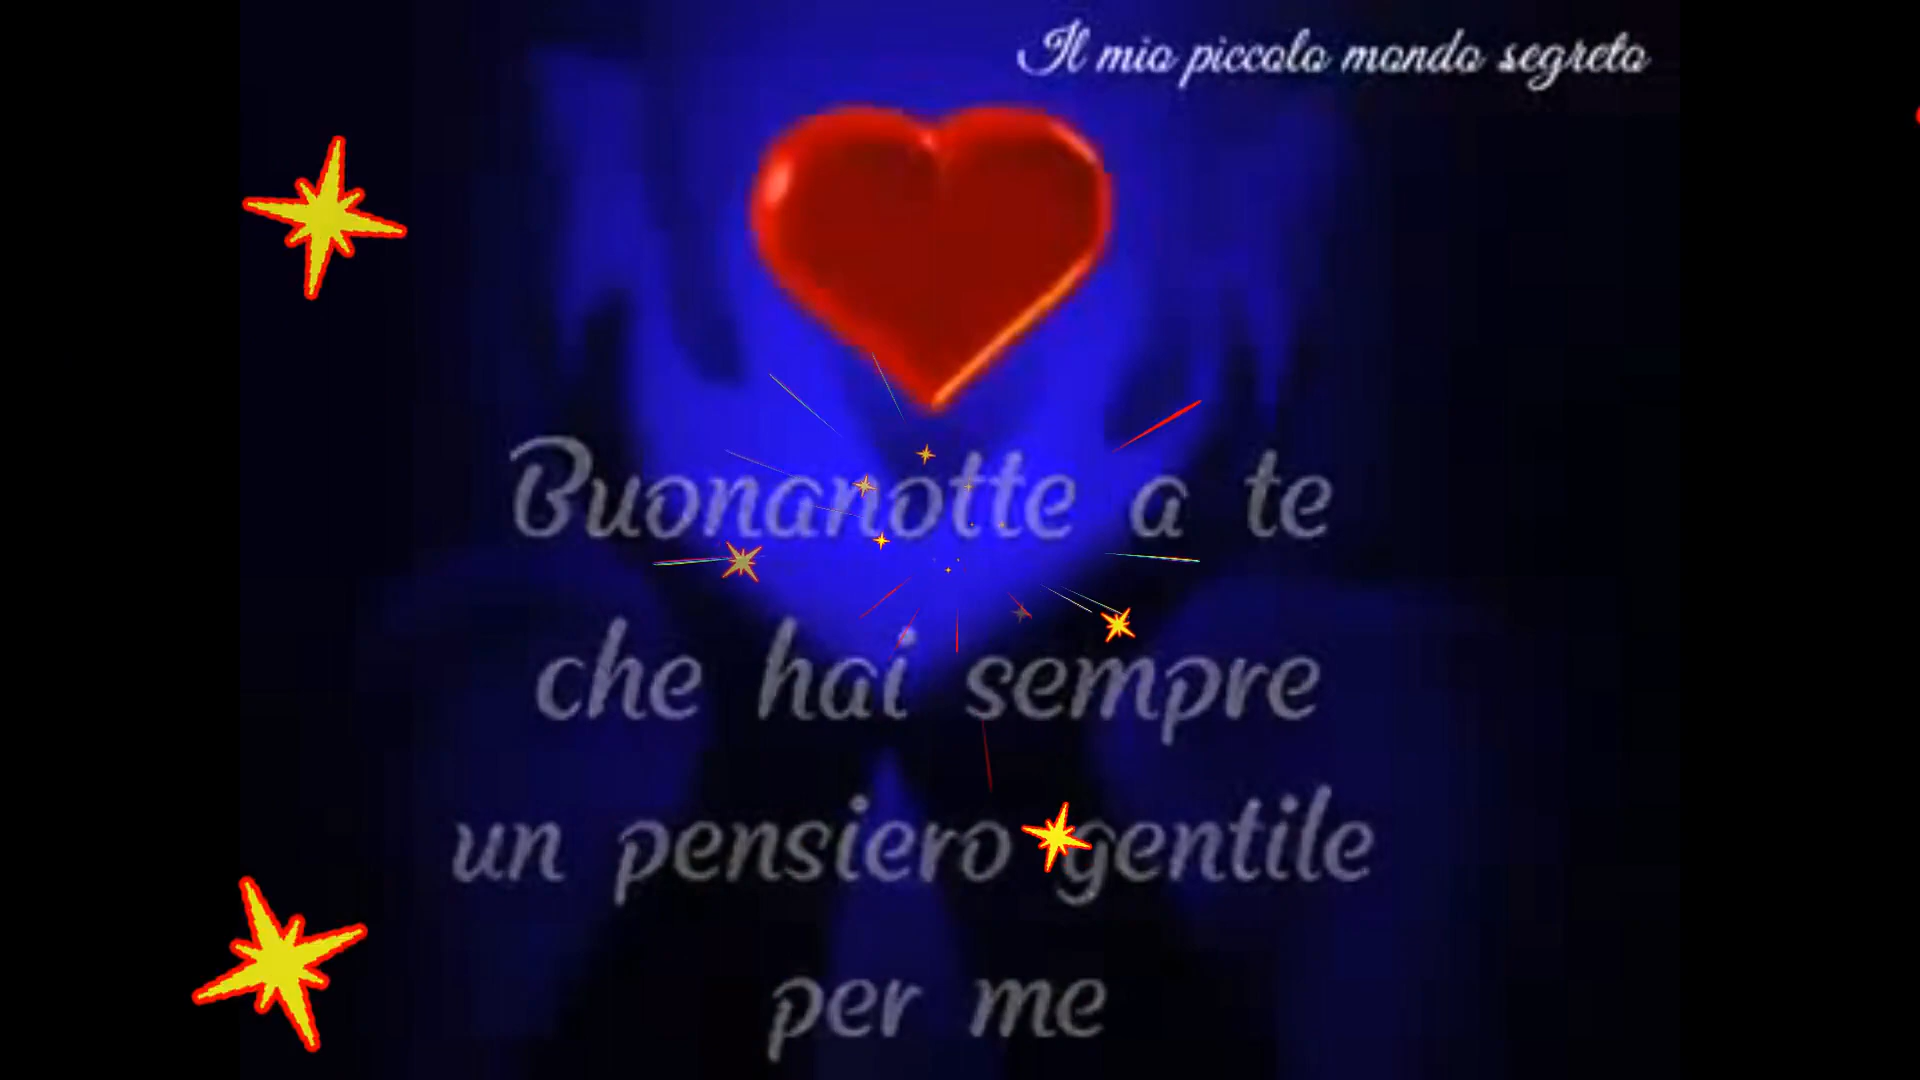 Il mio piccolo mondo segreto
Buonanotte a te
che hai sempre
un pensiero gentile
per me